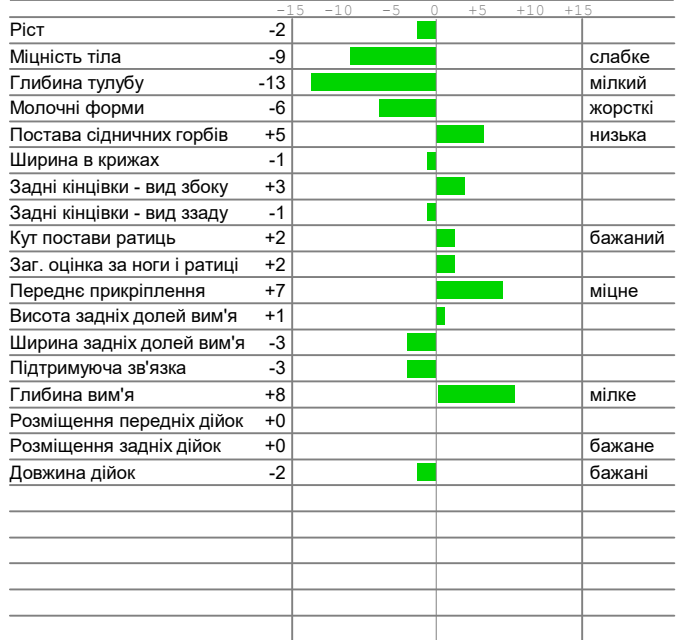 -15 -10 -5 0 +5 +10 +15
Ріст -2
Міцність тіла -9 слабке
Глибина тулубу -13 мілкий
Молочні форми -6 жорсткі
Постава сідничних горбів +5 низька
Ширина в крижах -1
Задні кінцівки - вид збоку +3
Задні кінцівки - вид ззаду -1
Кут постави ратиць +2 бажаний
Заг. оцінка за ноги і ратиці +2
Переднє прикріплення +7 міцне
Висота задніх долей вим'я +1
Ширина задніх долей вим'я -3
Підтримуюча зв'язка -3
Глибина вим'я +8 мілке
Розміщення передніх дійок +0
Розміщення задніх дійок +0 бажане
Довжина дійок -2 бажані